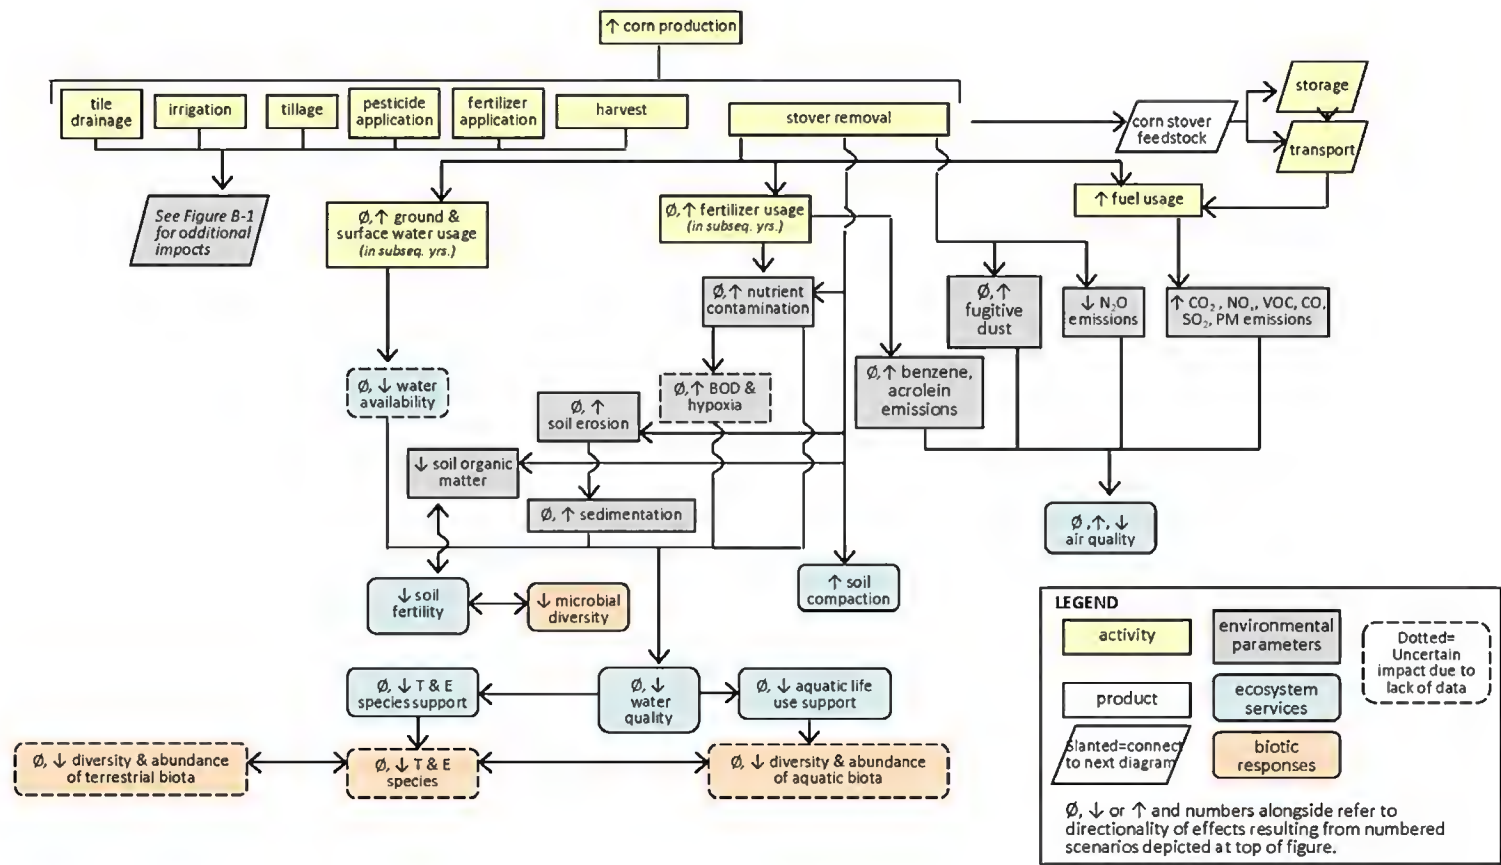 ↑ corn production
tile
drainage
irrigation
tillage
pesticide
application
fertilizer
application
harvest
stover removal
corn stover
feedstock
storage
transport
See Figure B-1
for odditional
impocts
Ø,↑ ground &
surface water usage
(in subseq. yrs.)
Ø,↑ fertilizer usage
(in subseq. yrs.)
↑ fuel usage
Ø,↑ nutrient
contamination
Ø,↑
fugitive
dust
↓ N₂O
emissions
↑ CO₂, NOₓ, VOC, CO,
SO₂, PM emissions
Ø, ↓ water
availability
Ø,↑ BOD &
hypoxia
Ø,↑ benzene,
acrolein
emissions
Ø, ↑
soil erosion
↓ soil organic
matter
Ø, ↑ sedimentation
Ø,↑, ↓
air quality
↓ soil
fertility
↓ microbial
diversity
↑ soil
compaction
Ø, ↓ T & E
species support
Ø, ↓
water
quality
Ø, ↓ aquatic life
use support
Ø, ↓ diversity & abundance
of terrestrial biota
Ø, ↓ T & E
species
Ø, ↓ diversity & abundance
of aquatic biota
LEGEND
activity
environmental
parameters
Dotted=
Uncertain
impact due to
lack of data
product
ecosystem
services
Slanted=connect
to next diagram
biotic
responses
Ø, ↓ or ↑ and numbers alongside refer to
directionality of effects resulting from numbered
scenarios depicted at top of figure.